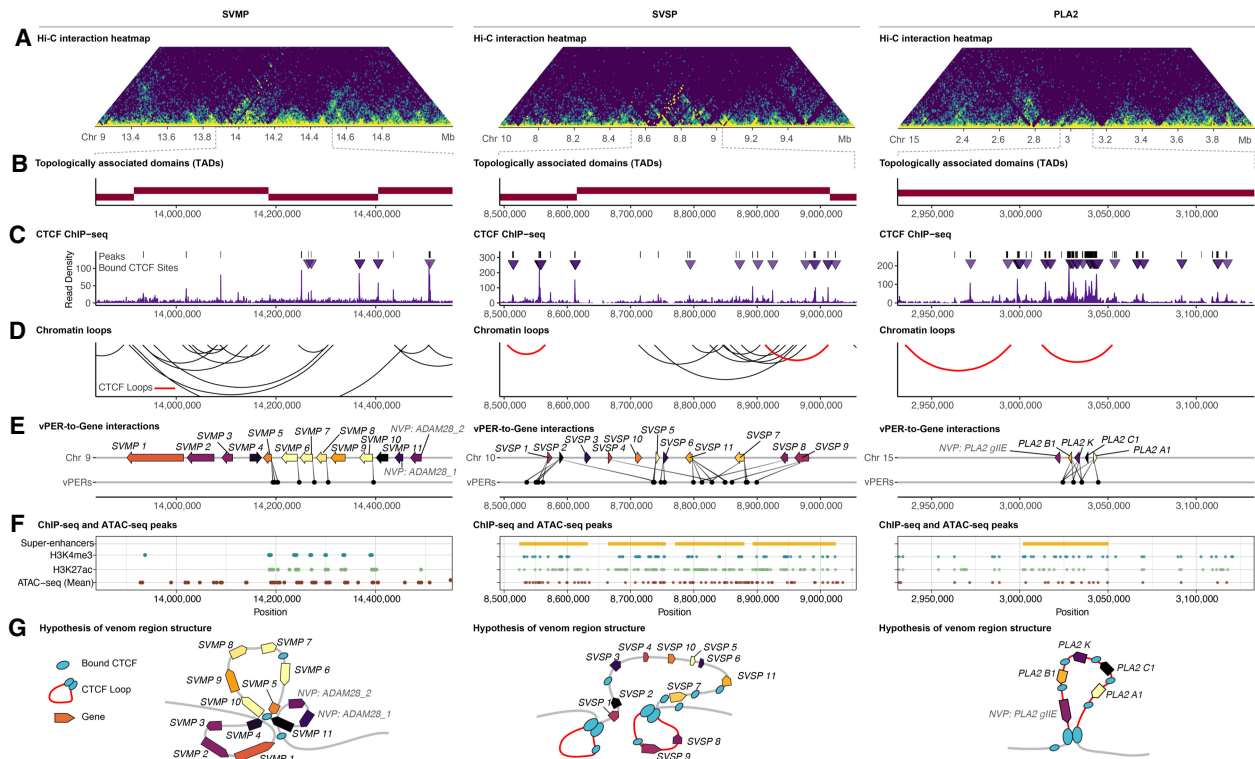 SVMP
SVSP
PLA2
A
Hi-C interaction heatmap
Hi-C interaction heatmap
Hi-C interaction heatmap
Chr 9 13.4 13.6 13.8 14 14.2 14.4 14.6 14.8 Mb
Chr 10 8 8.2 8.4 8.6 8.8 9 9.2 9.4 Mb
Chr 15 2.4 2.6 2.8 3 3.2 3.4 3.6 3.8 Mb
B
Topologically associated domains (TADs)
Topologically associated domains (TADs)
Topologically associated domains (TADs)
14,000,000 14,200,000 14,400,000
8,500,000 8,600,000 8,700,000 8,800,000 8,900,000 9,000,000
2,950,000 3,000,000 3,050,000 3,100,000
C
CTCF ChIP-seq
CTCF ChIP-seq
CTCF ChIP-seq
Peaks
Bound CTCF Sites
Read Density
100
50
0
300
200
100
0
200
100
0
14,000,000 14,200,000 14,400,000
8,500,000 8,600,000 8,700,000 8,800,000 8,900,000 9,000,000
2,950,000 3,000,000 3,050,000 3,100,000
D
Chromatin loops
Chromatin loops
Chromatin loops
CTCF Loops
14,000,000 14,200,000 14,400,000
8,500,000 8,600,000 8,700,000 8,800,000 8,900,000 9,000,000
2,950,000 3,000,000 3,050,000 3,100,000
E
vPER-to-Gene interactions
vPER-to-Gene interactions
vPER-to-Gene interactions
SVMP 1
SVMP 2
SVMP 3
SVMP 4
SVMP 5
SVMP 6
SVMP 7
SVMP 8
SVMP 9
SVMP 10
SVMP 11
NVP: ADAM28_2
NVP: ADAM28_1
Chr 9
vPERs
14,000,000 14,200,000 14,400,000
SVSP 1
SVSP 2
SVSP 3
SVSP 10
SVSP 4
SVSP 5
SVSP 6
SVSP 11
SVSP 7
SVSP 8
SVSP 9
Chr 10
vPERs
8,500,000 8,600,000 8,700,000 8,800,000 8,900,000 9,000,000
NVP: PLA2 gIIE
PLA2 B1
PLA2 K
PLA2 C1
PLA2 A1
Chr 15
vPERs
2,950,000 3,000,000 3,050,000 3,100,000
F
ChIP-seq and ATAC-seq peaks
ChIP-seq and ATAC-seq peaks
ChIP-seq and ATAC-seq peaks
Super-enhancers
H3K4me3
H3K27ac
ATAC-seq (Mean)
14,000,000 14,200,000 14,400,000
Position
8,500,000 8,600,000 8,700,000 8,800,000 8,900,000 9,000,000
Position
2,950,000 3,000,000 3,050,000 3,100,000
Position
G
Hypothesis of venom region structure
Hypothesis of venom region structure
Hypothesis of venom region structure
Bound CTCF
CTCF Loop
Gene
SVMP 8
SVMP 7
SVMP 6
SVMP 5
SVMP 9
SVMP 10
SVMP 3
SVMP 4
SVMP 2
SVMP 1
SVMP 11
NVP: ADAM28_2
NVP: ADAM28_1
SVSP 4
SVSP 10
SVSP 5
SVSP 6
SVSP 3
SVSP 11
SVSP 2
SVSP 7
SVSP 1
SVSP 8
SVSP 9
PLA2 K
PLA2 B1
PLA2 C1
PLA2 A1
NVP: PLA2 gIIE